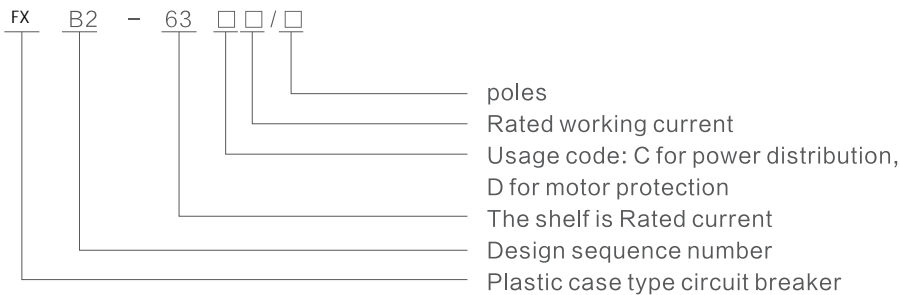 FX B2 - 63 □ □ / □
poles
Rated working current
Usage code: C for power distribution,
D for motor protection
The shelf is Rated current
Design sequence number
Plastic case type circuit breaker